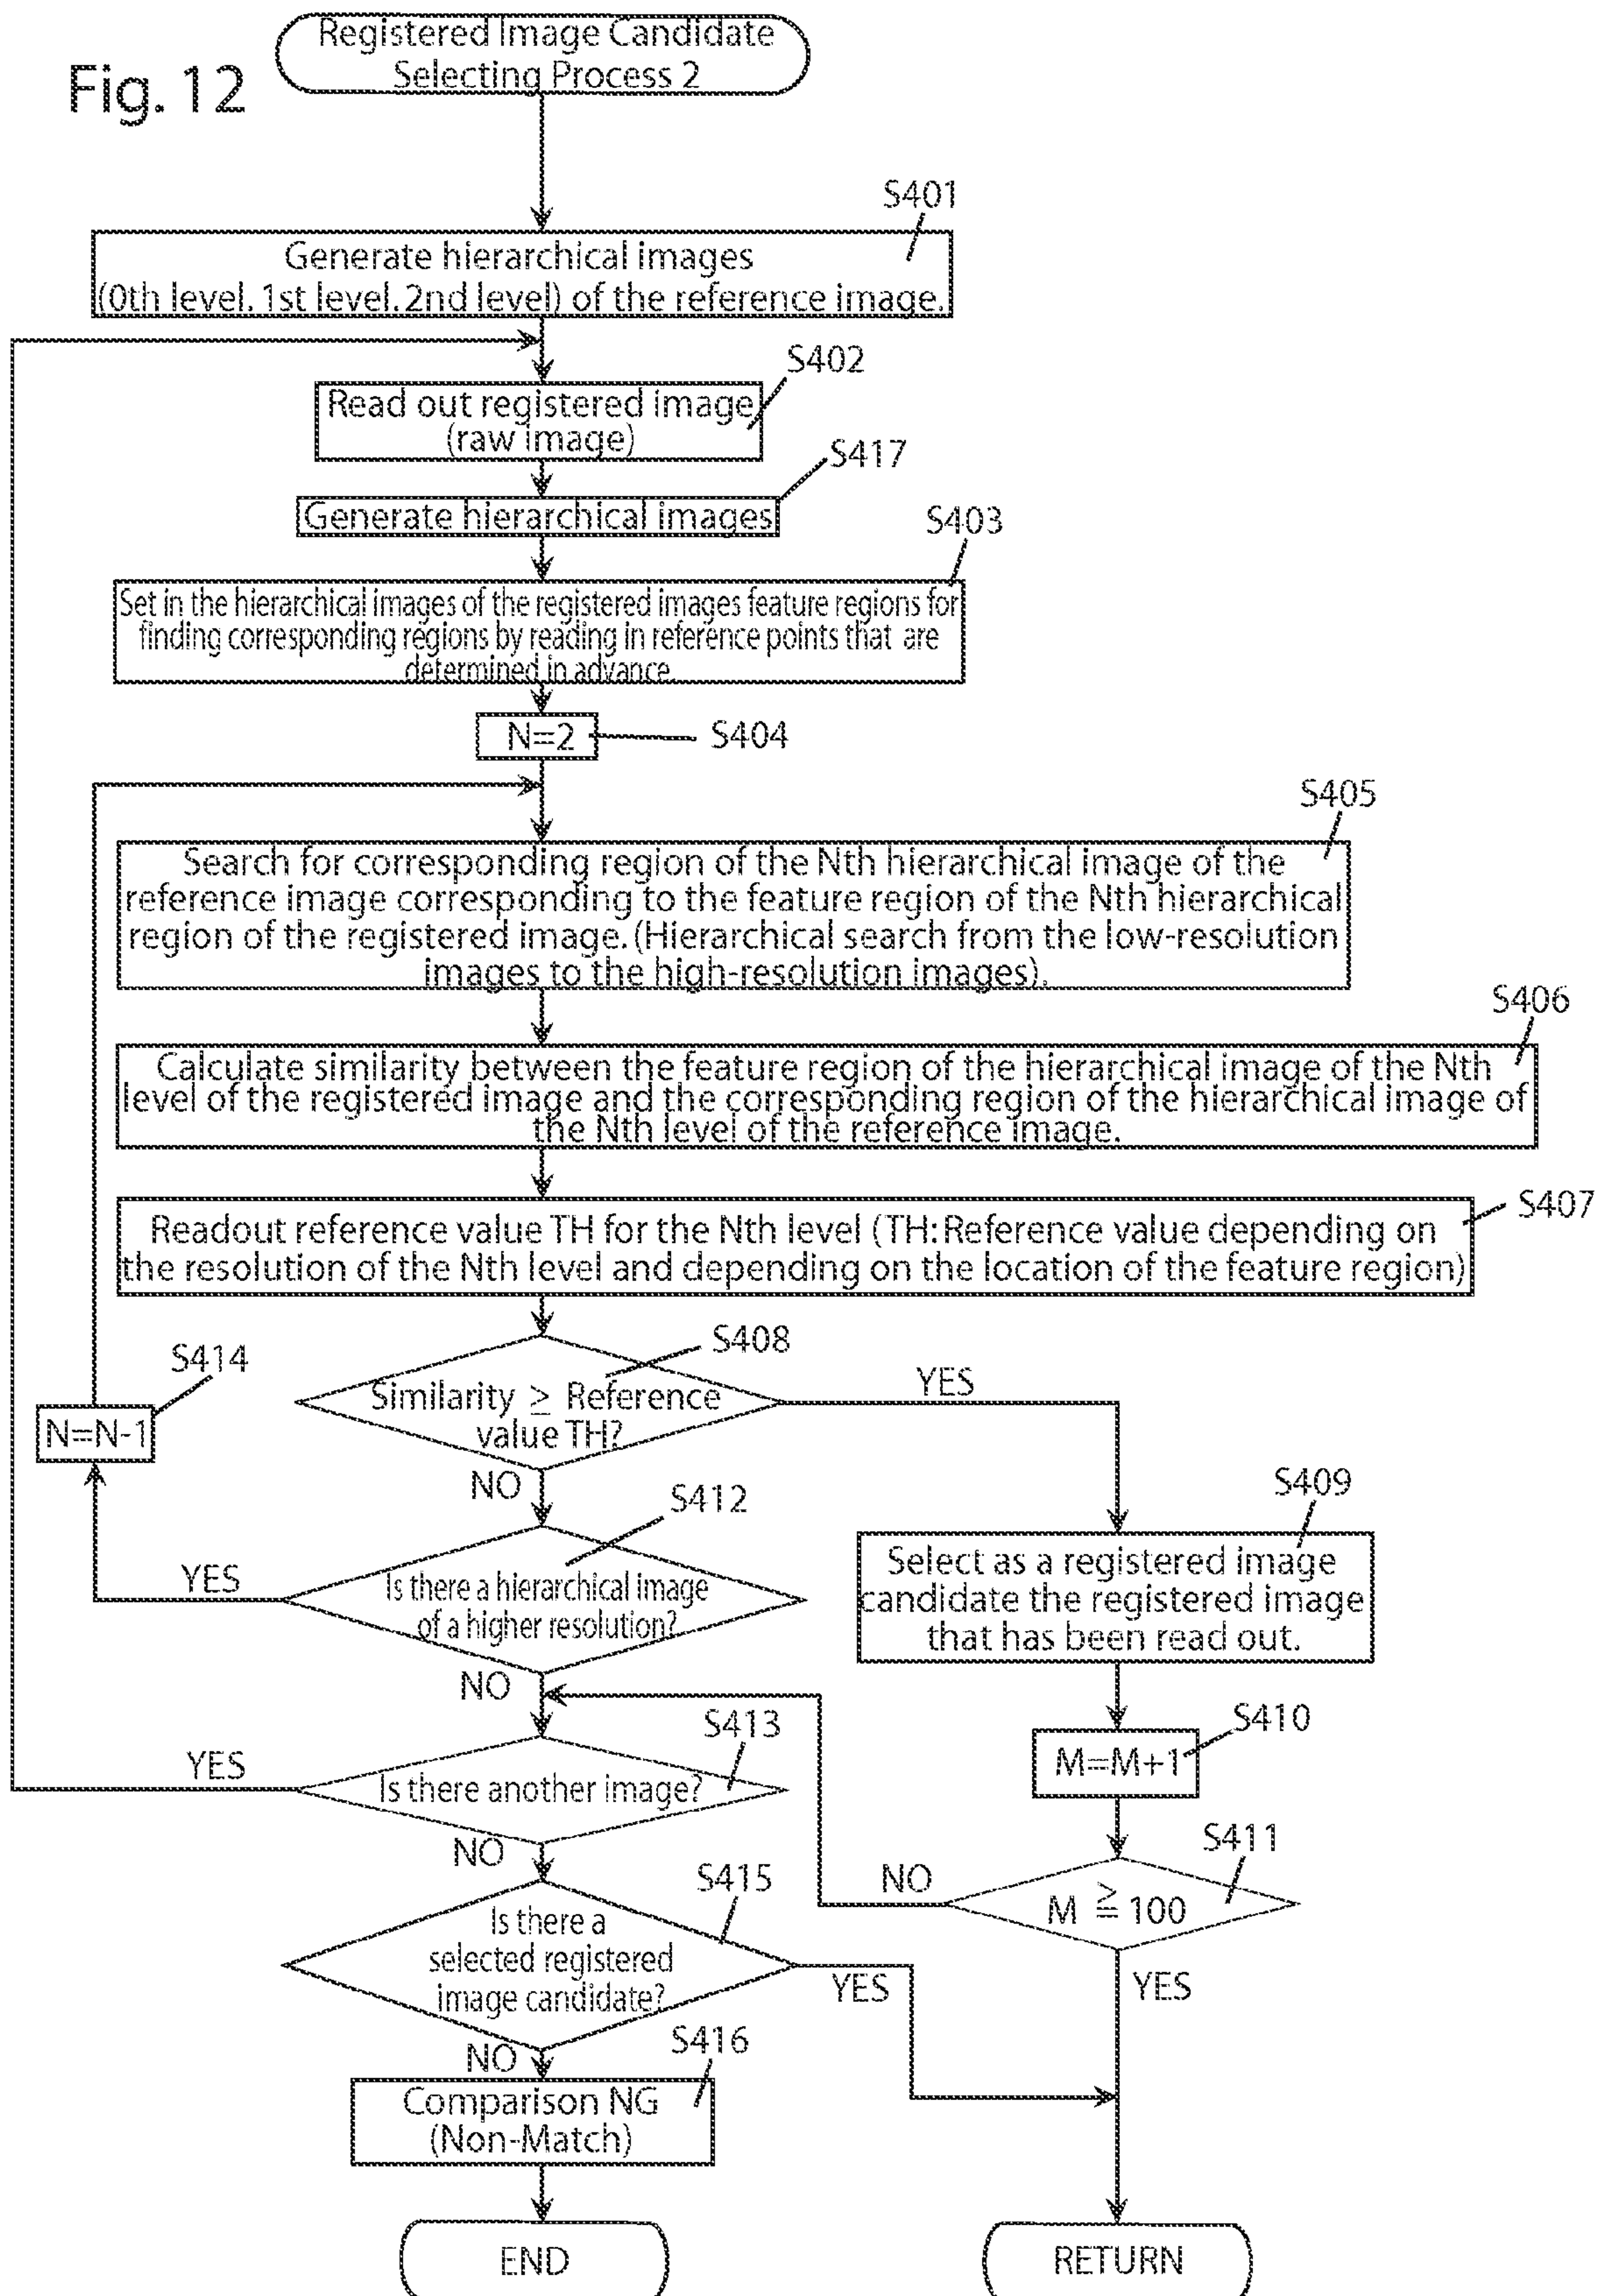 Fig. 12
Registered Image Candidate
Selecting Process 2
S401
Generate hierarchical images
(0th level. 1st level. 2nd level) of the reference image.
S402
Read out registered image
(raw image)
S417
Generate hierarchical images
S403
Set in the hierarchical images of the registered images feature regions for
finding corresponding regions by reading in reference points that are
determined in advance.
N=2
S404
S405
Search for corresponding region of the Nth hierarchical image of the
reference image corresponding to the feature region of the Nth hierarchical
region of the registered image. (Hierarchical search from the low-resolution
images to the high-resolution images).
S406
Calculate similarity between the feature region of the hierarchical image of the Nth
level of the registered image and the corresponding region of the hierarchical image of
the Nth level of the reference image.
S407
Readout reference value TH for the Nth level (TH: Reference value depending on
the resolution of the Nth level and depending on the location of the feature region)
S408
Similarity ≥ Reference
value TH?
YES
NO
S414
N=N-1
S412
Is there a hierarchical image
of a higher resolution?
YES
NO
S409
Select as a registered image
candidate the registered image
that has been read out.
S410
M=M+1
S413
Is there another image?
YES
NO
S411
M ≧ 100
NO
YES
S415
Is there a
selected registered
image candidate?
YES
NO
S416
Comparison NG
(Non-Match)
END
RETURN